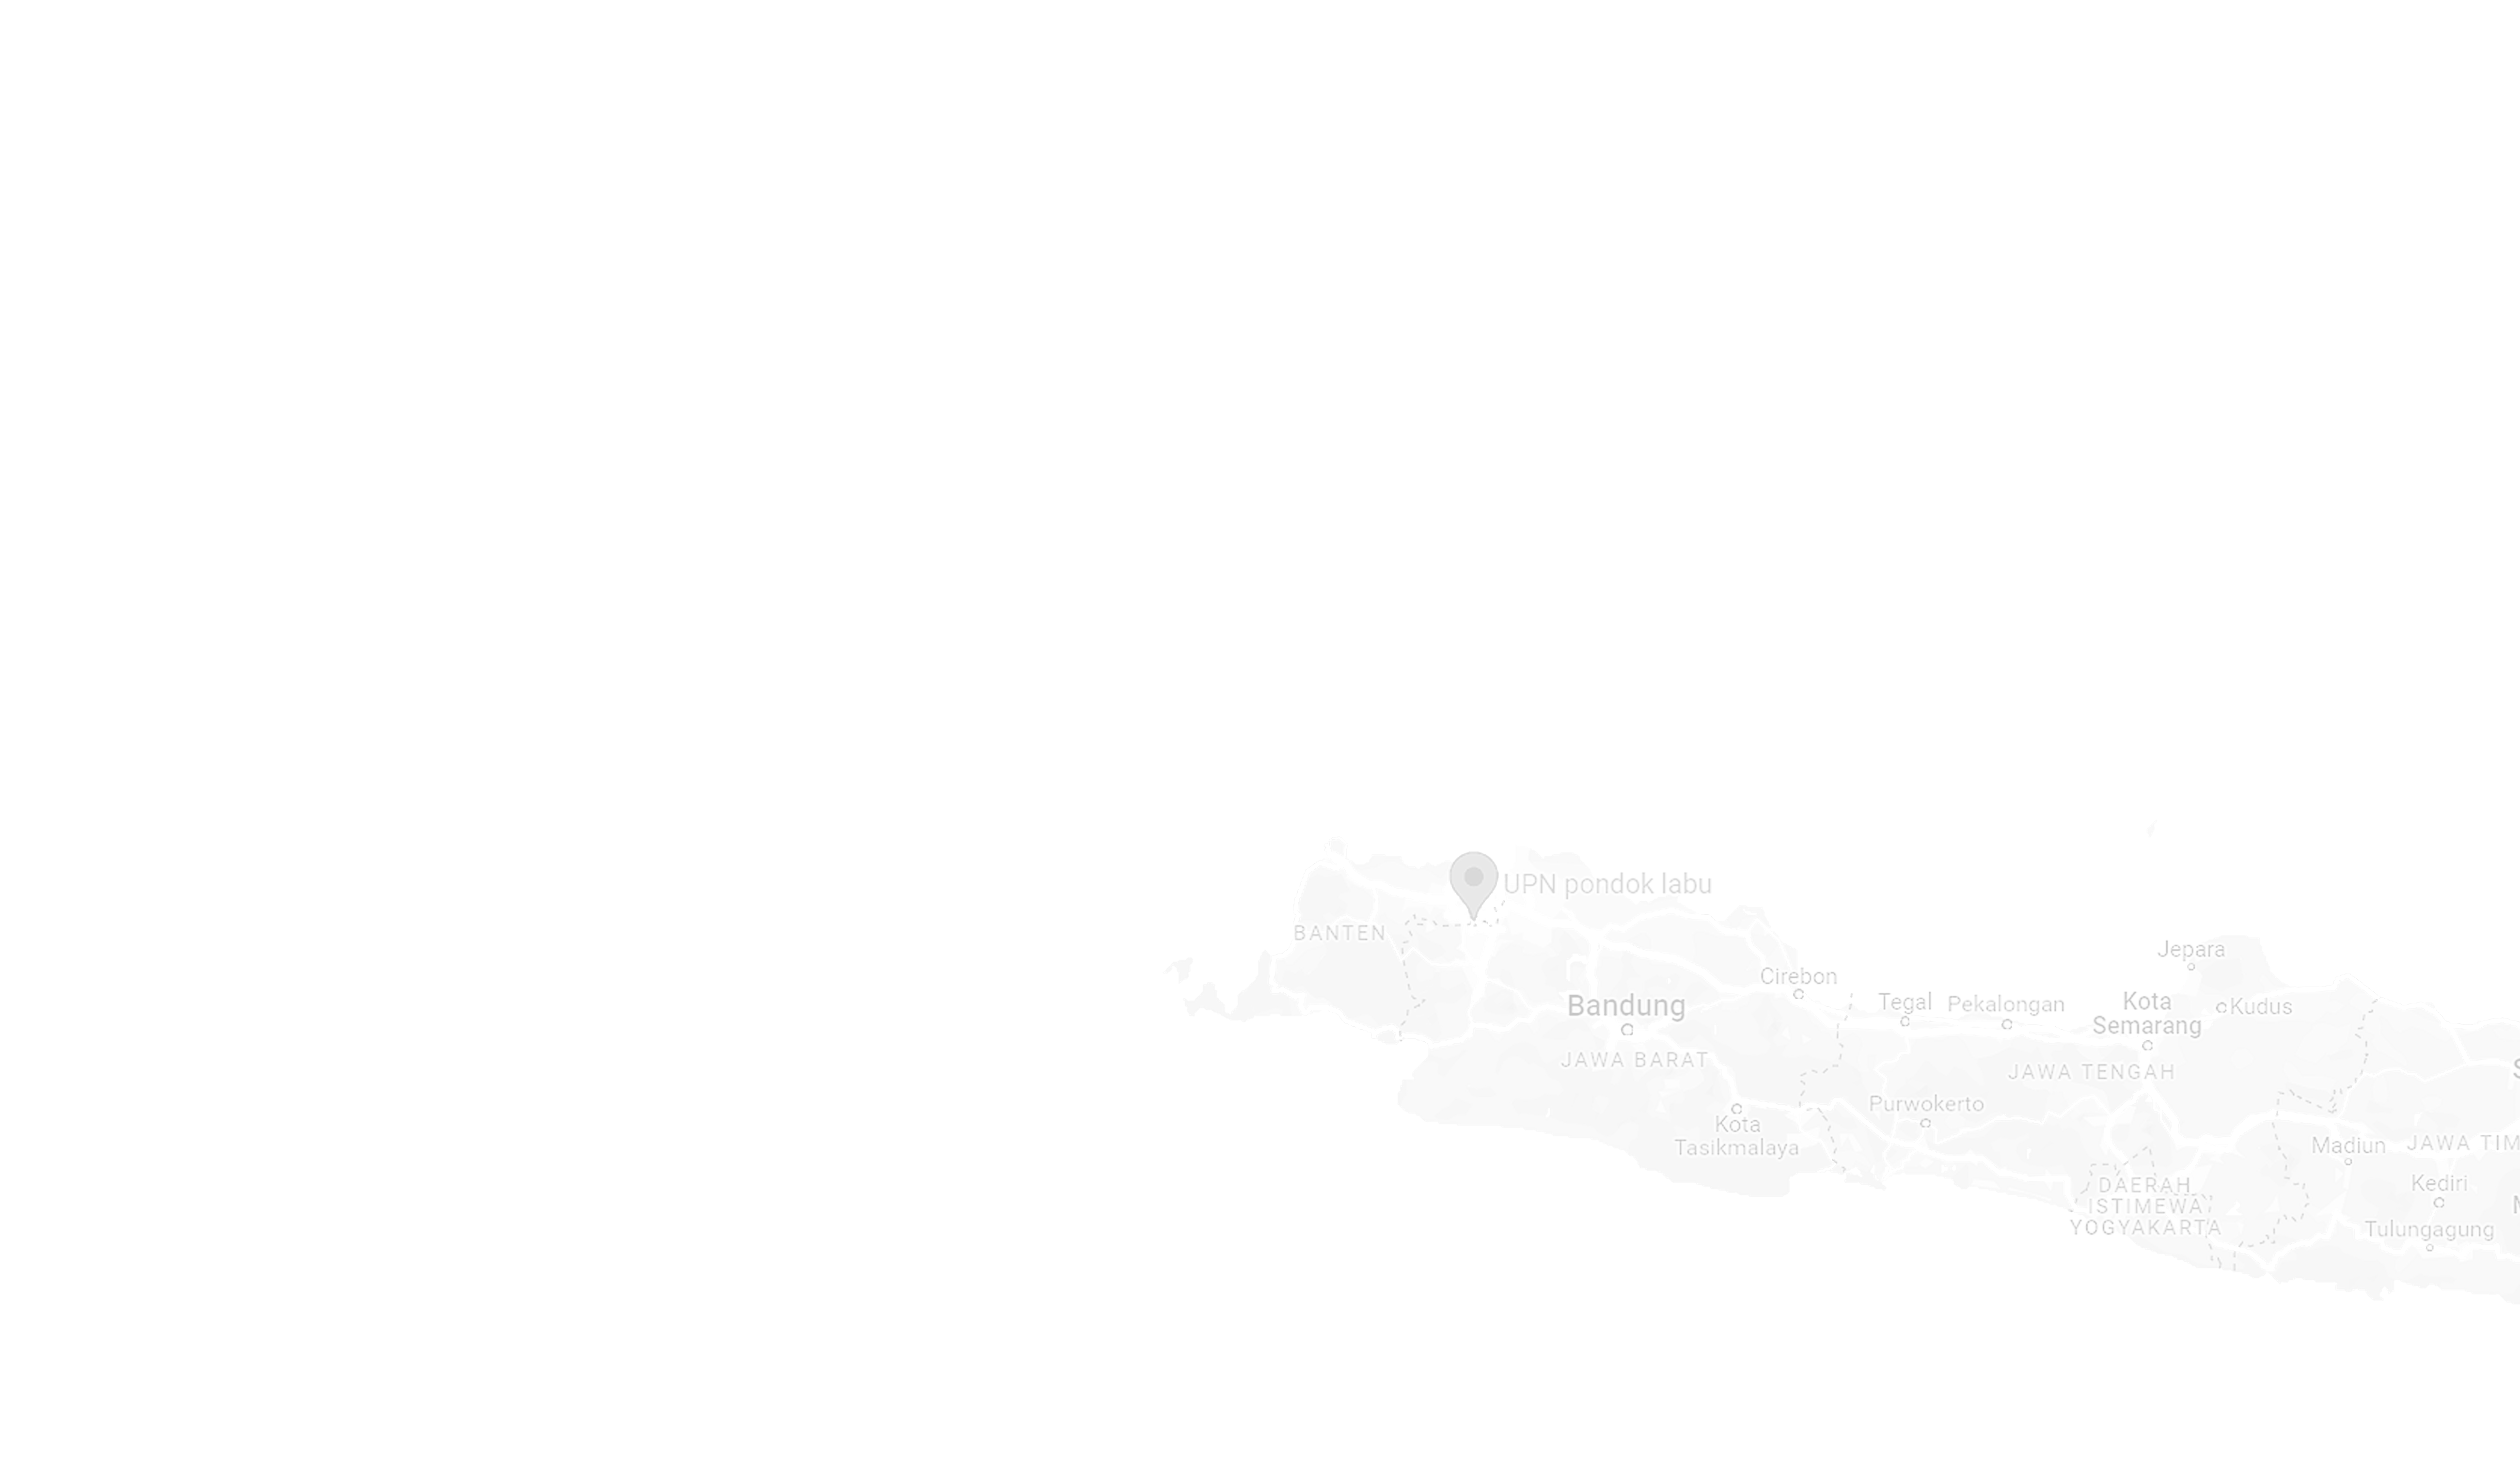 UPN pondok labu
BANTEN
Jepara
Cirebon
Bandung
Tegal
Pekalongan
Kota
Semarang
Kudus
JAWA BARAT
JAWA TENGAH
Purwokerto
Kota
Tasikmalaya
Madiun
JAWA TIM
DAERAH
ISTIMEWA
YOGYAKARTA
Kediri
Tulungagung